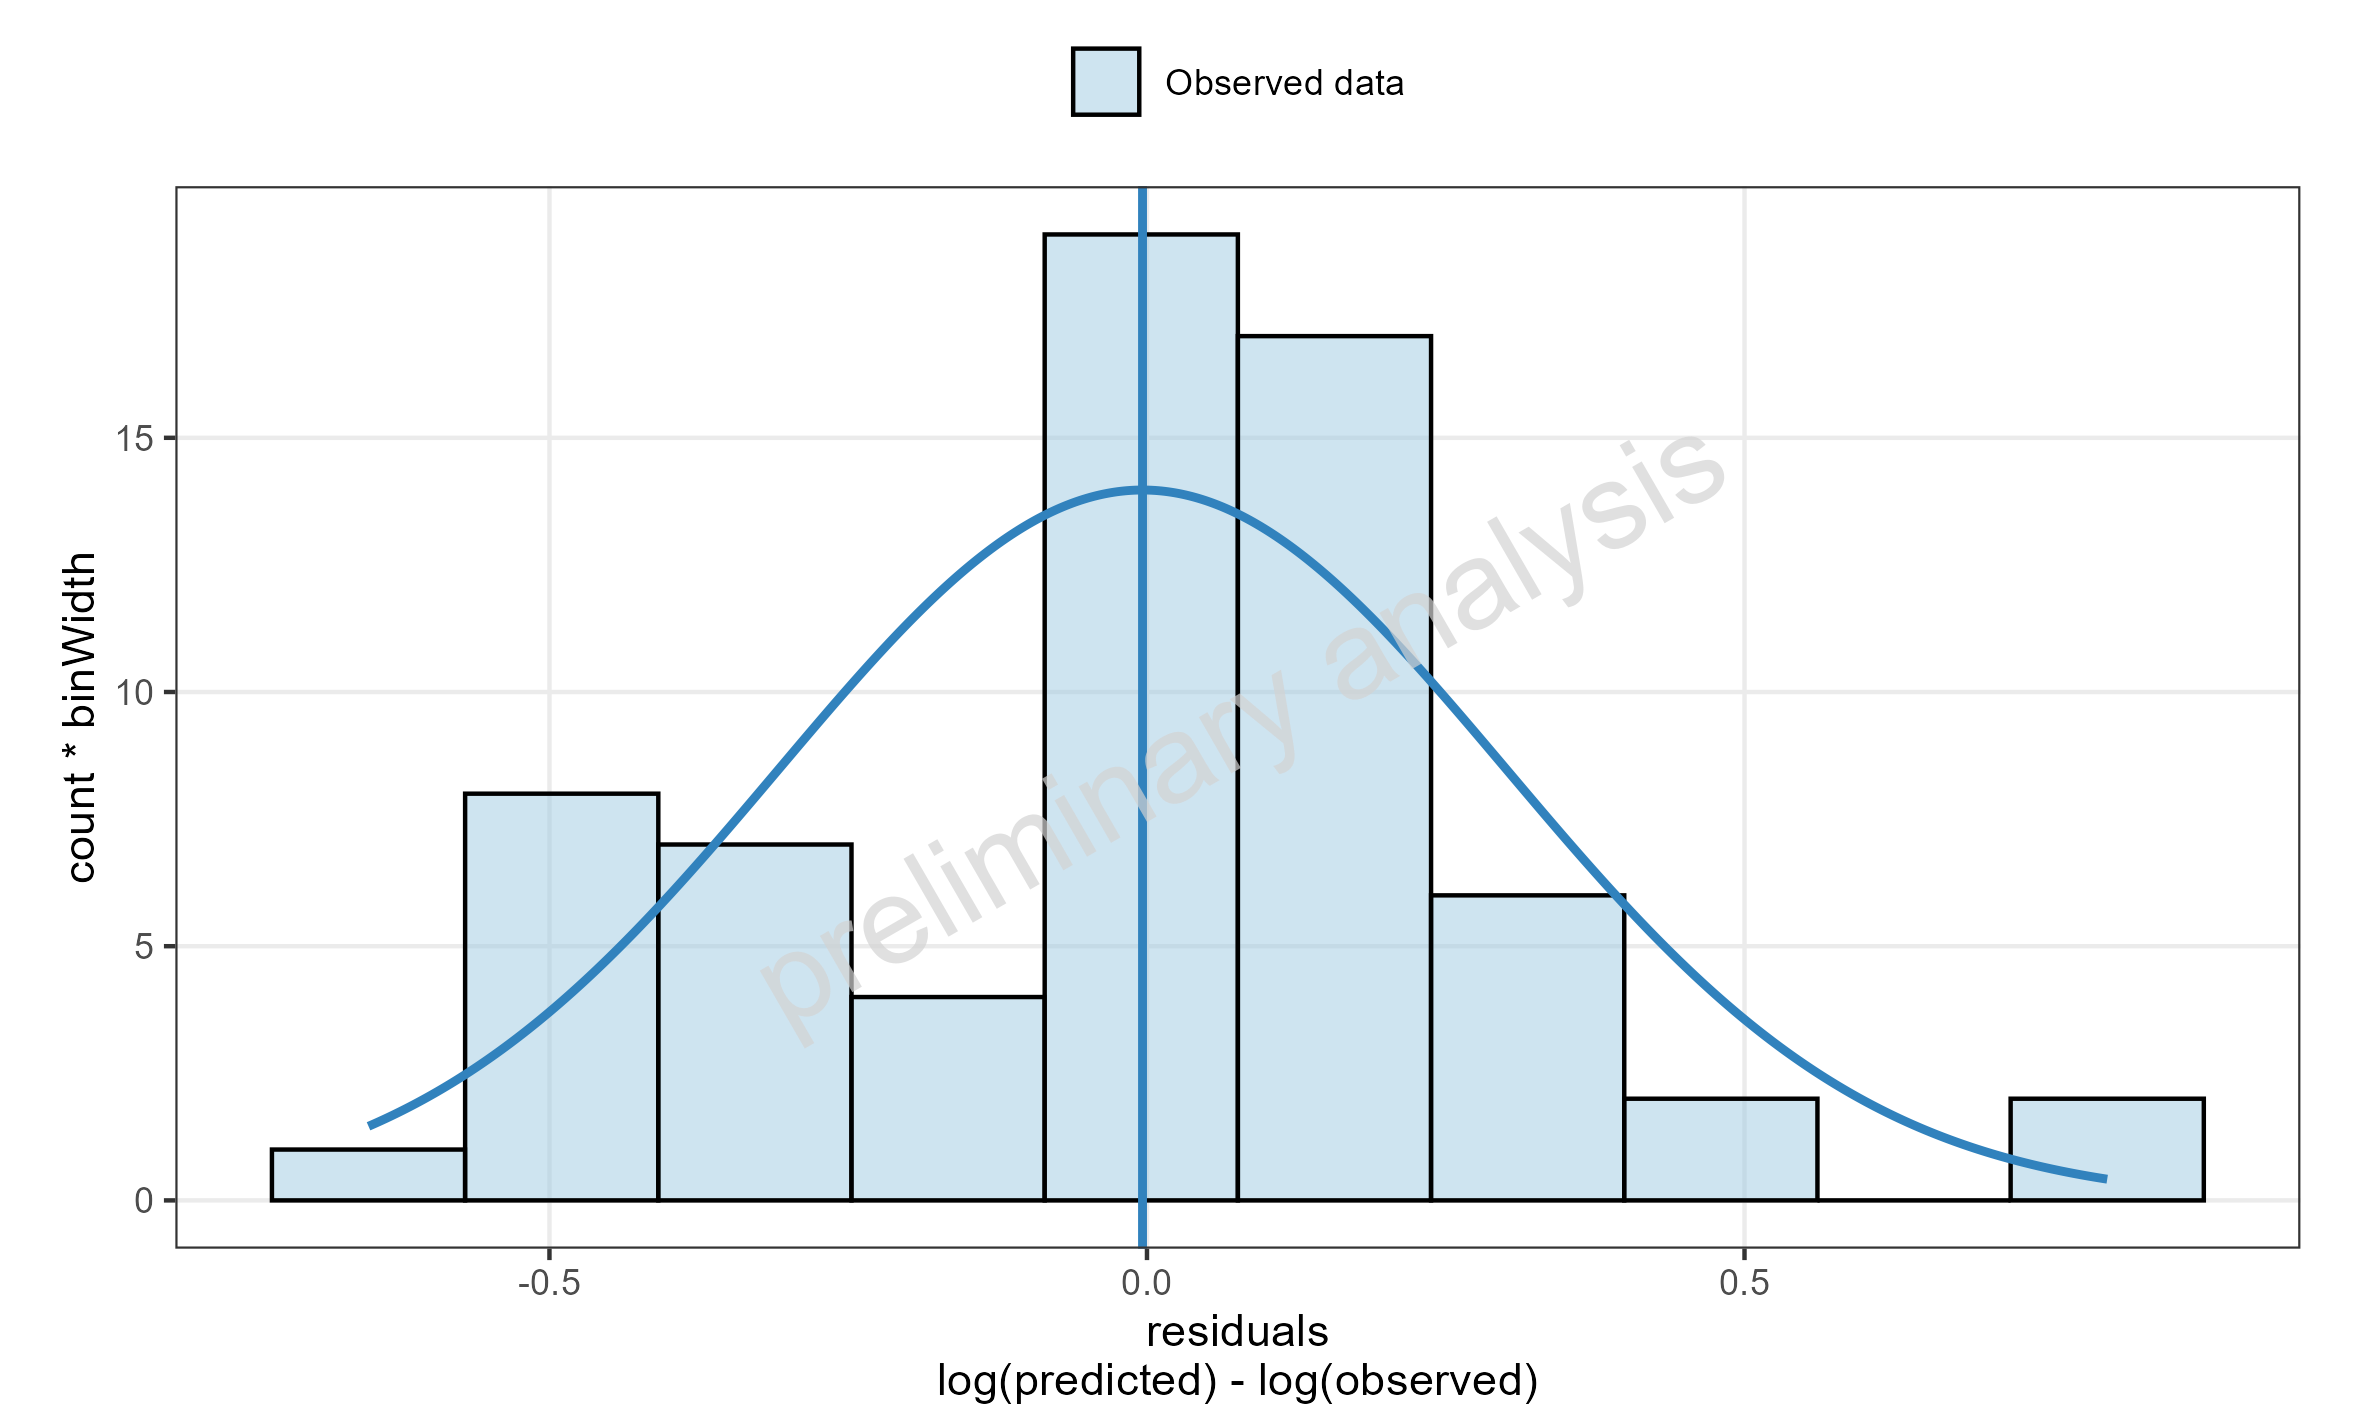 Observed data
15
10
5
0
count * binWidth
preliminary analysis
-0.5
0.0
0.5
residuals
log(predicted) - log(observed)